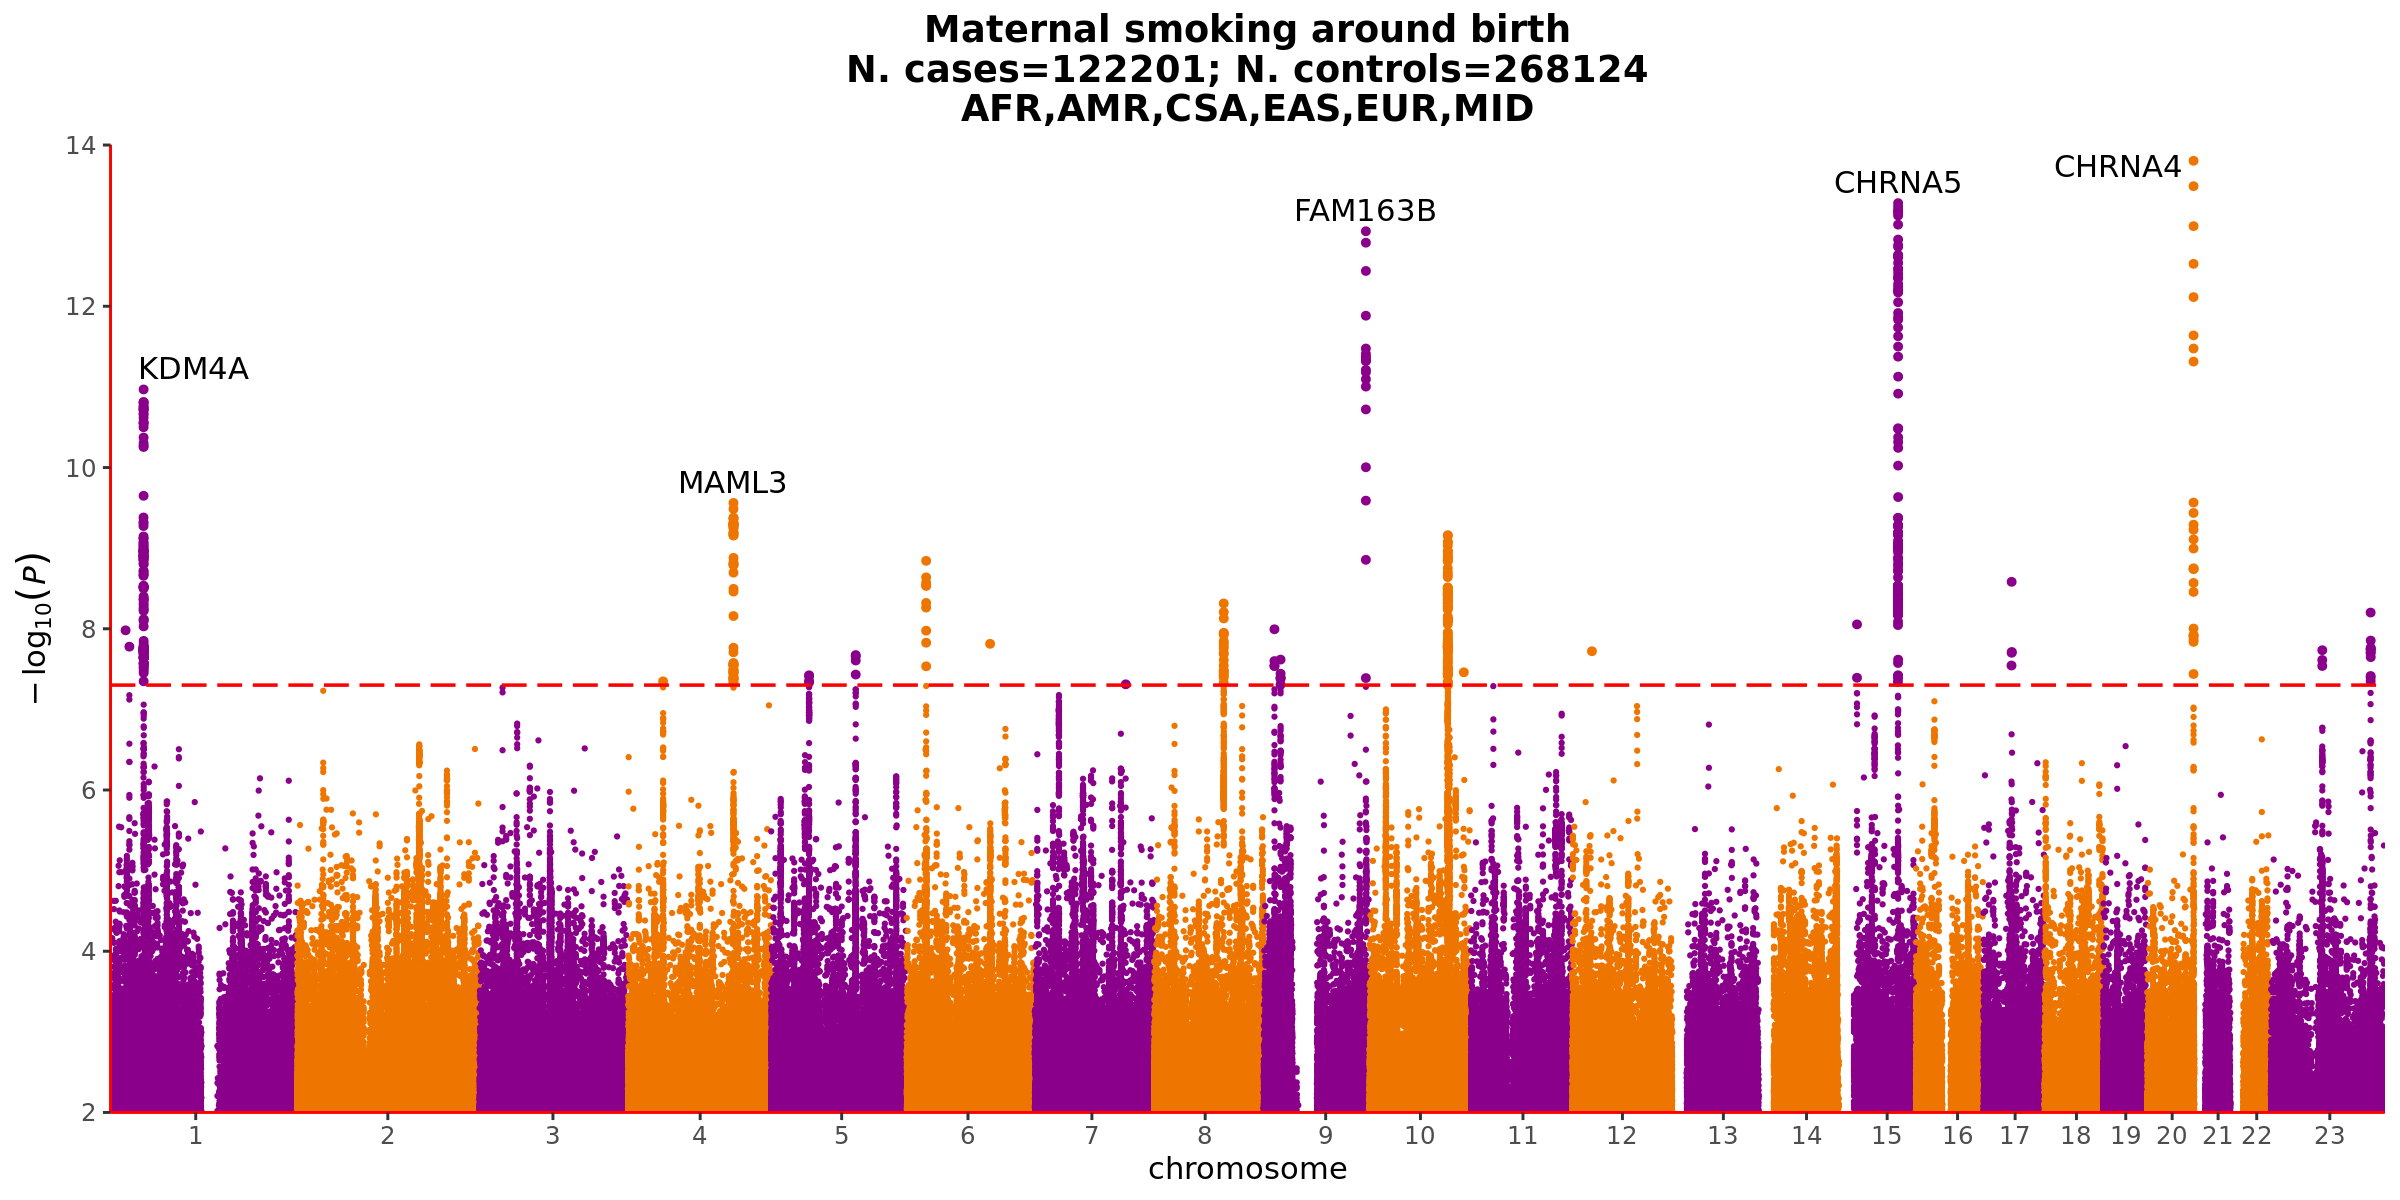 Maternal smoking around birth
N. cases=122201; N. controls=268124
AFR,AMR,CSA,EAS,EUR,MID
14
CHRNA4
CHRNA5
FAM163B
12
KDM4A
10
MAML3
8
6
4
2
−log10(P)
1 2 3 4 5 6 7 8 9 10 11 12 13 14 15 16 17 18 19 20 21 22 23
chromosome